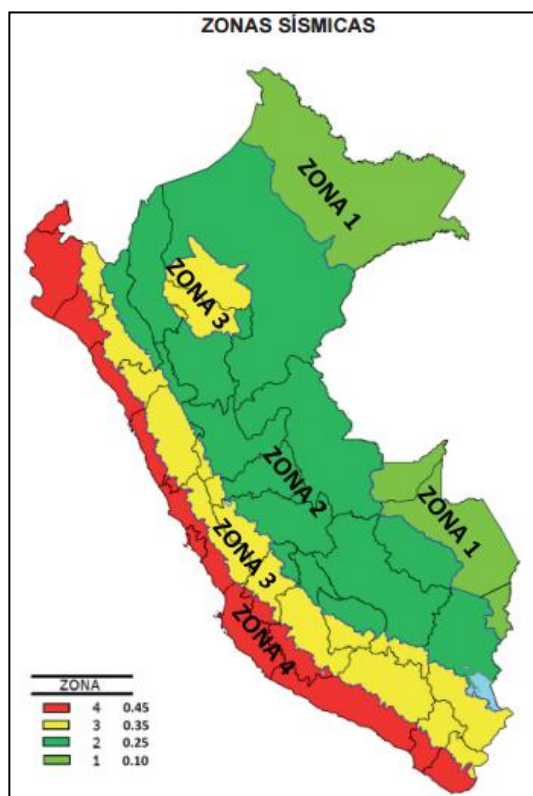 ZONAS SÍSMICAS
ZONA 1
ZONA 3
ZONA 2
ZONA 1
ZONA 3
ZONA 4
ZONA
4 0.45
3 0.35
2 0.25
1 0.10